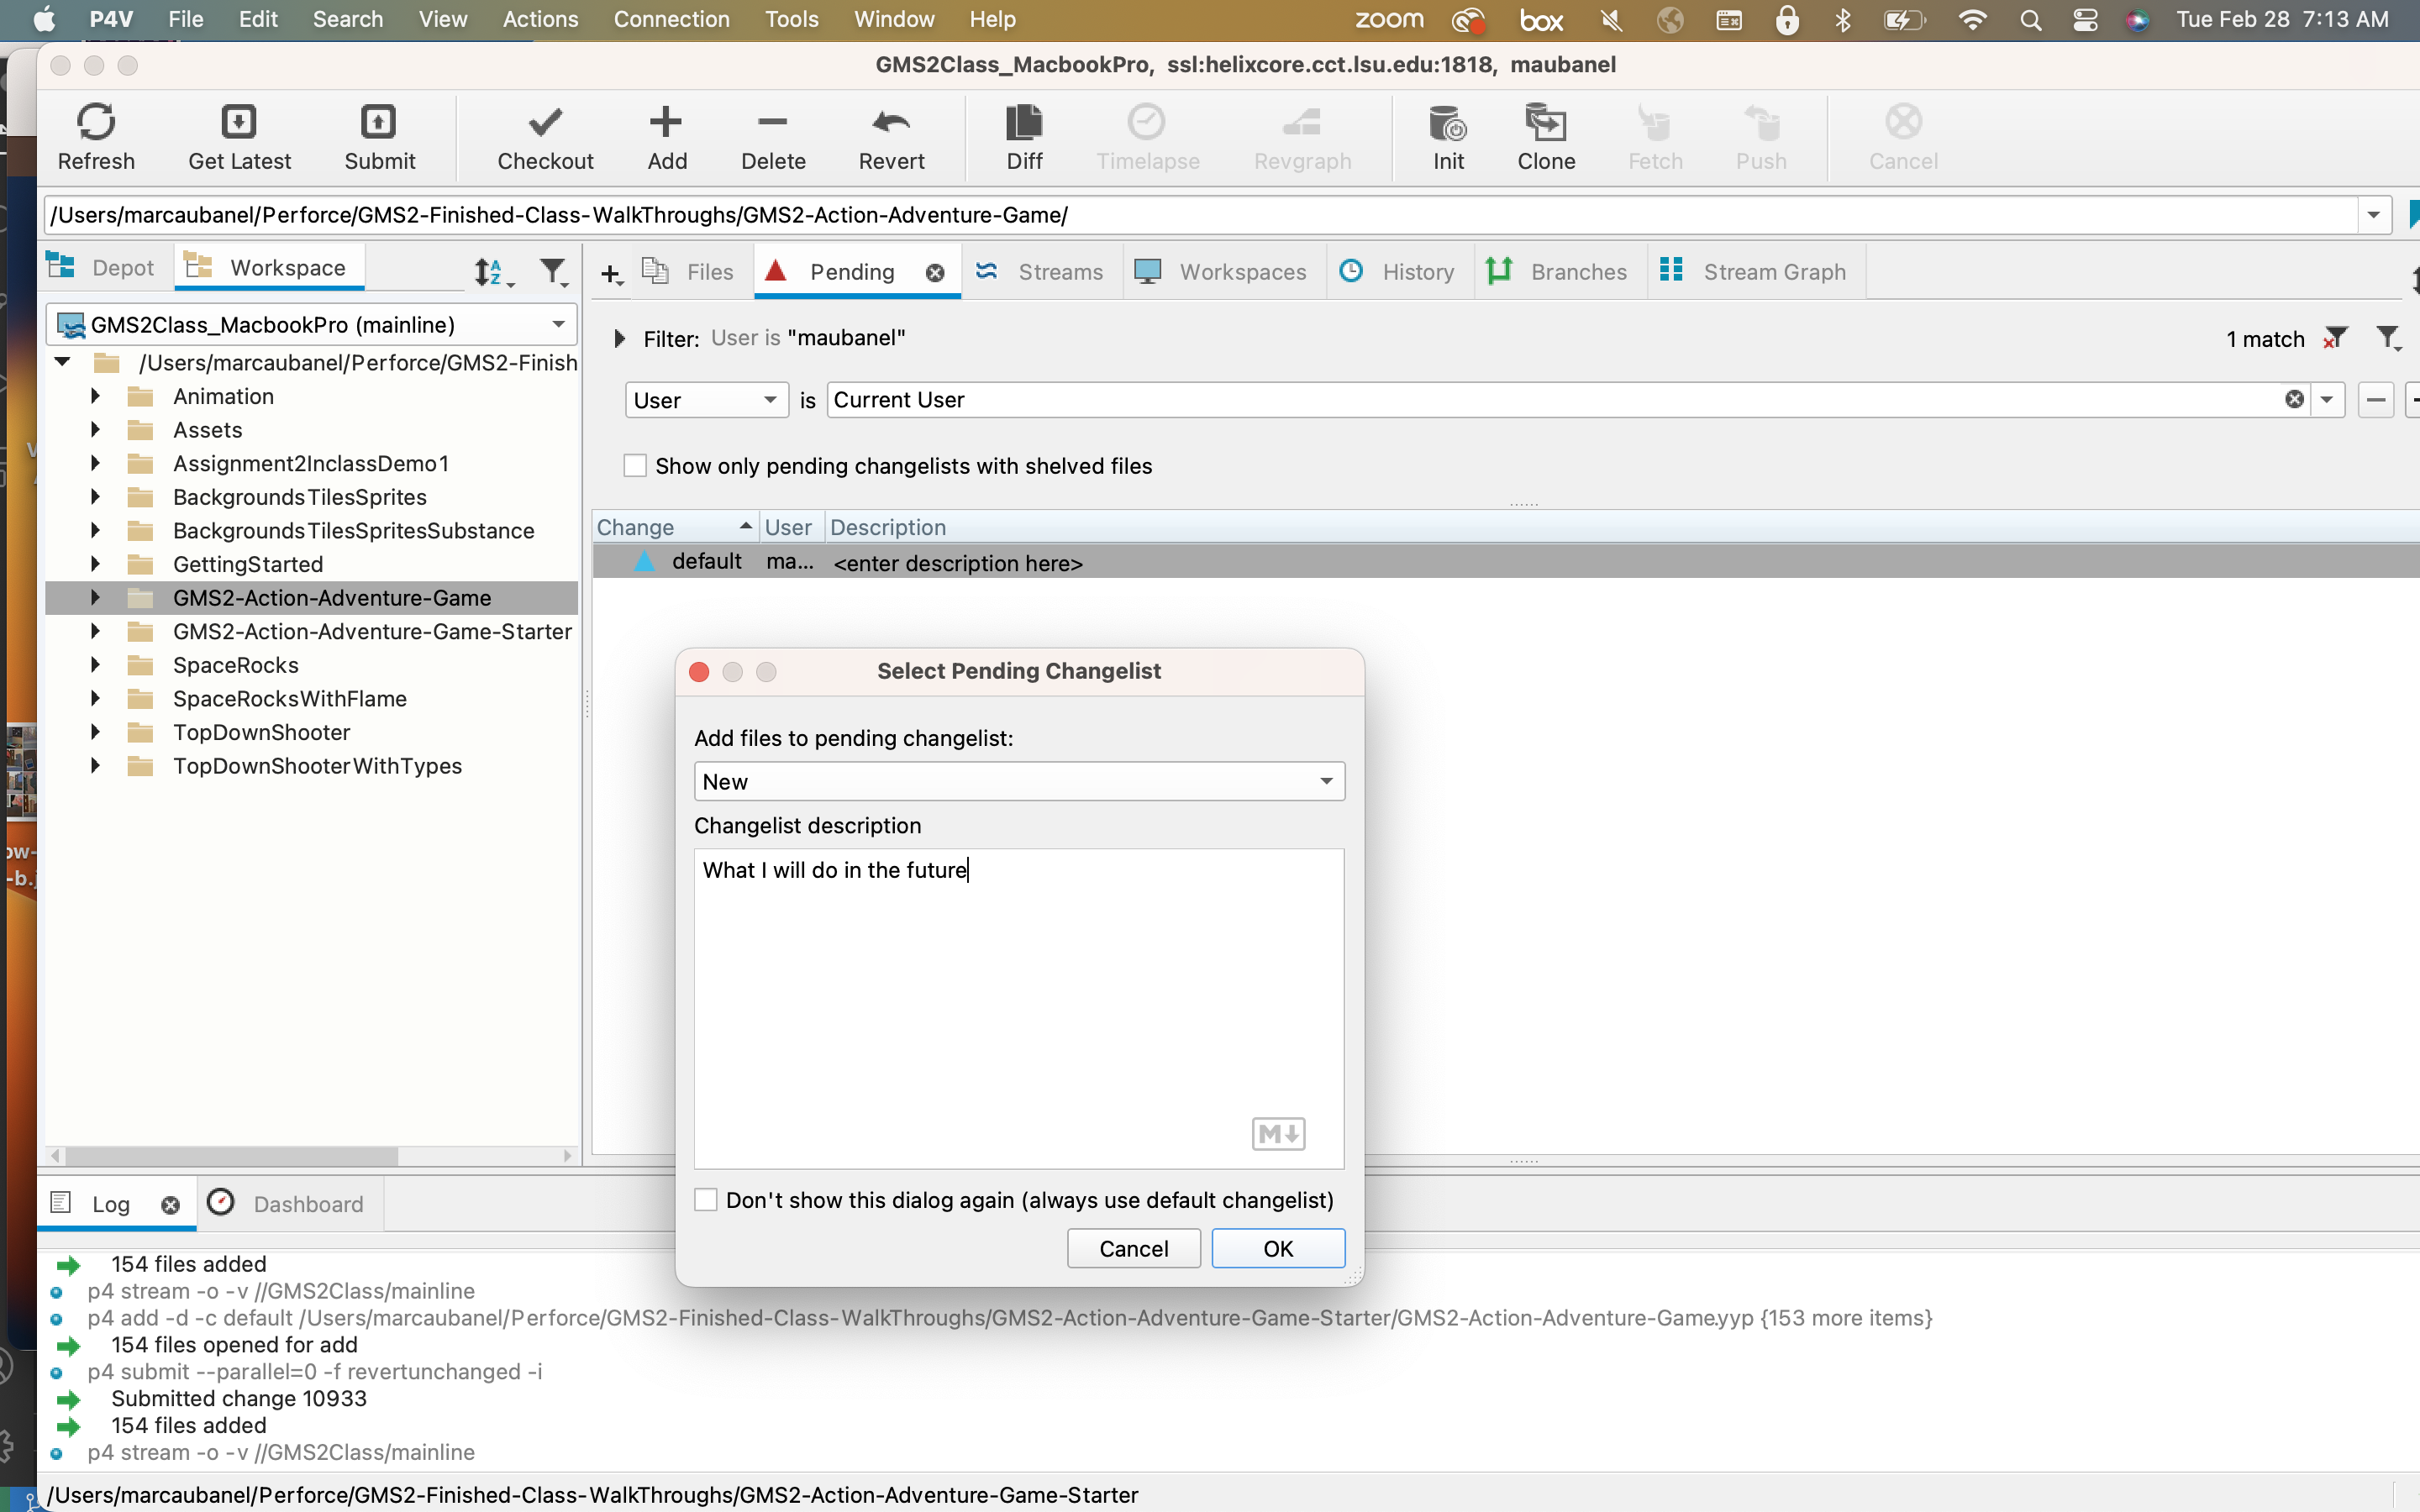 P4V File Edit Search View Actions Connection Tools Window Help zoom box Tue Feb 28 7:13 AM
GMS2Class_MacbookPro, ssl:helixcore.cct.lsu.edu:1818, maubanel
Refresh Get Latest Submit Checkout Add Delete Revert Diff Timelapse Revgraph Init Clone Fetch Push Cancel
/Users/marcaubanel/Perforce/GMS2-Finished-Class-WalkThroughs/GMS2-Action-Adventure-Game/
Depot Workspace Files Pending Streams Workspaces History Branches Stream Graph
GMS2Class_MacbookPro (mainline)
/Users/marcaubanel/Perforce/GMS2-Finish
Animation
Assets
Assignment2InclassDemo1
BackgroundsTilesSprites
BackgroundsTilesSpritesSubstance
GettingStarted
GMS2-Action-Adventure-Game
GMS2-Action-Adventure-Game-Starter
SpaceRocks
SpaceRocksWithFlame
TopDownShooter
TopDownShooterWithTypes
Filter: User is "maubanel" 1 match
User is Current User
Show only pending changelists with shelved files
Change User Description
default ma... <enter description here>
Select Pending Changelist
Add files to pending changelist:
New
Changelist description
What I will do in the future
M
Don't show this dialog again (always use default changelist)
Cancel OK
Log Dashboard
154 files added
p4 stream -o -v //GMS2Class/mainline
p4 add -d -c default /Users/marcaubanel/Perforce/GMS2-Finished-Class-WalkThroughs/GMS2-Action-Adventure-Game-Starter/GMS2-Action-Adventure-Game.yyp {153 more items}
154 files opened for add
p4 submit --parallel=0 -f revertunchanged -i
Submitted change 10933
154 files added
p4 stream -o -v //GMS2Class/mainline
/Users/marcaubanel/Perforce/GMS2-Finished-Class-WalkThroughs/GMS2-Action-Adventure-Game-Starter